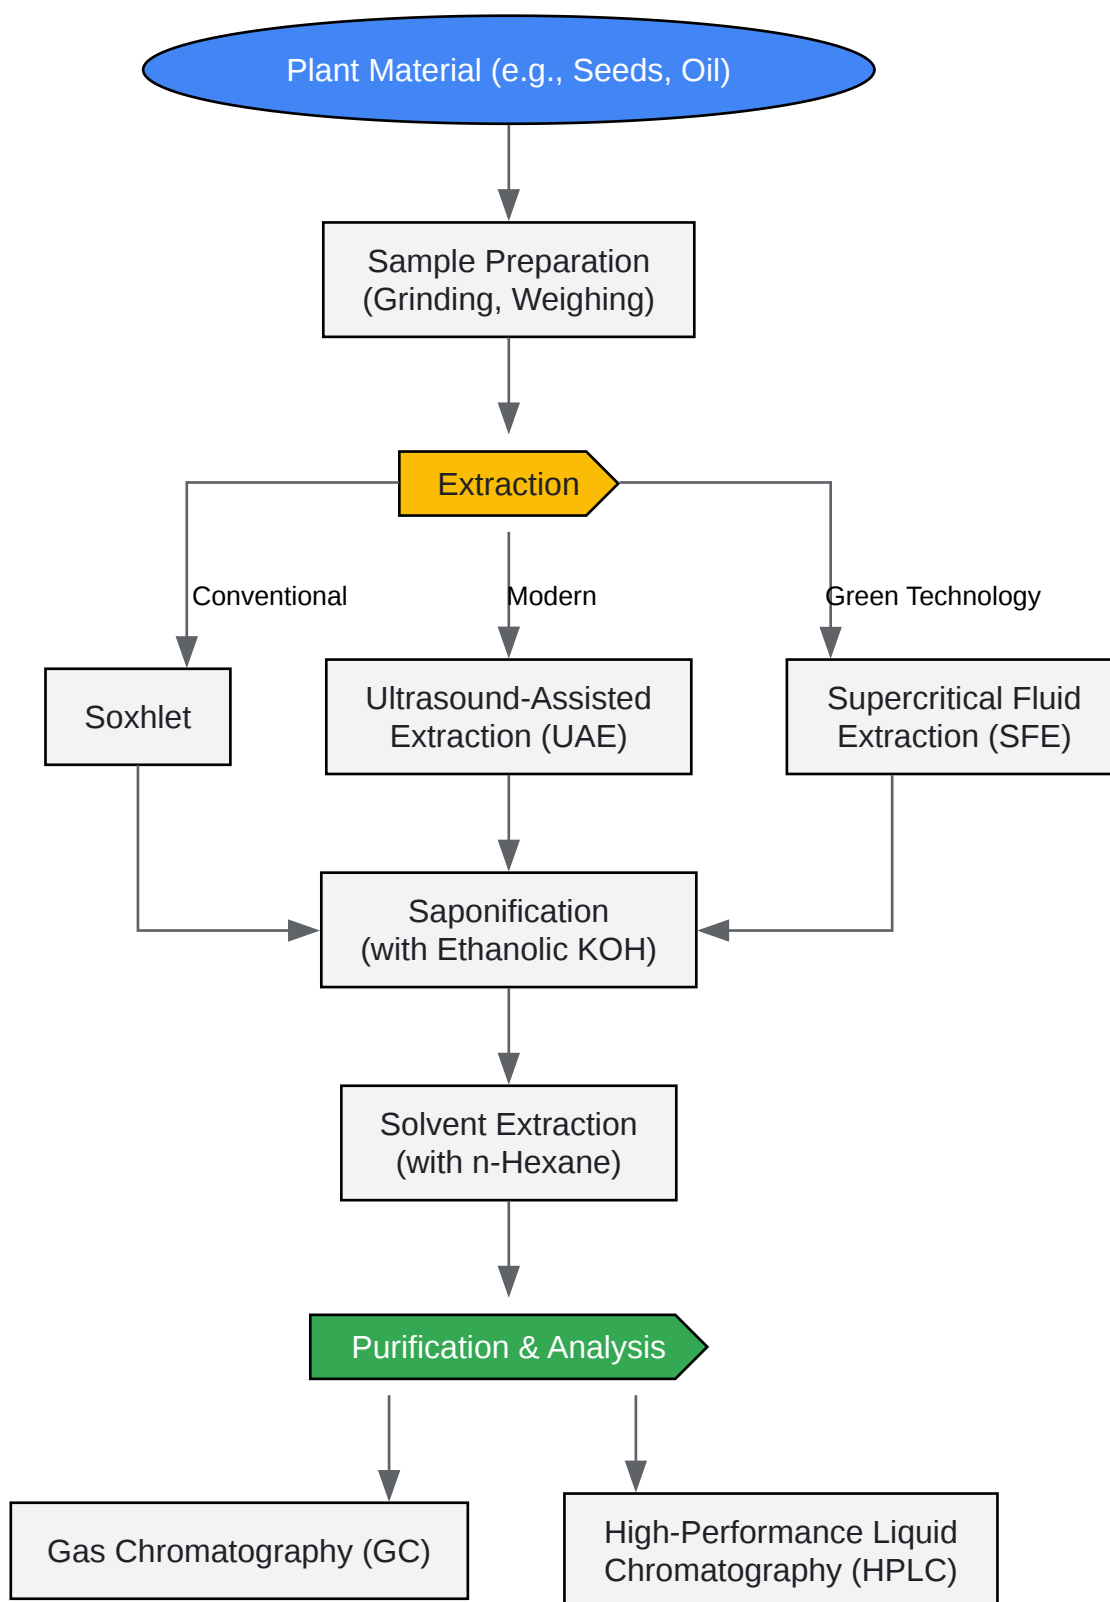 Plant Material (e.g., Seeds, Oil)
Sample Preparation
(Grinding, Weighing)
Extraction
Conventional
Modern
Green Technology
Soxhlet
Ultrasound-Assisted
Extraction (UAE)
Supercritical Fluid
Extraction (SFE)
Saponification
(with Ethanolic KOH)
Solvent Extraction
(with n-Hexane)
Purification & Analysis
Gas Chromatography (GC)
High-Performance Liquid
Chromatography (HPLC)